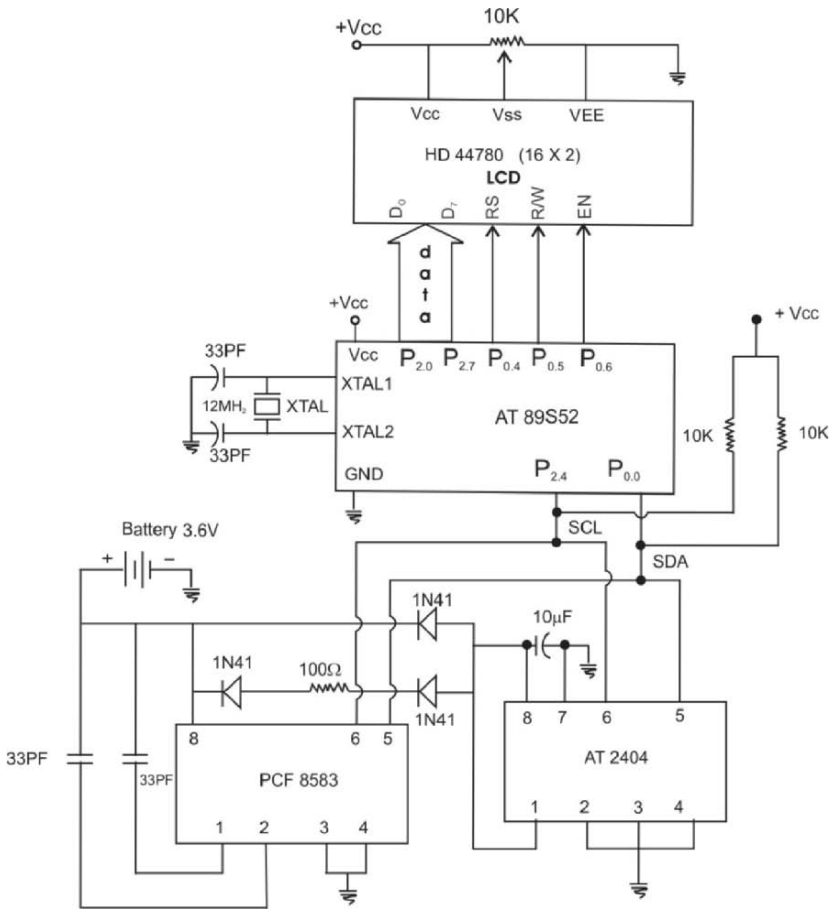 10K
+Vcc
Vcc Vss VEE
HD 44780 (16 X 2)
LCD
D0 D7 RS R/W EN
data
+Vcc
+ Vcc
33PF
Vcc P2.0 P2.7 P0.4 P0.5 P0.6
XTAL1
12MHz XTAL
AT 89S52
10K 10K
XTAL2
33PF
GND
P2.4 P0.0
SCL
Battery 3.6V
+ −
SDA
1N41
10μF
1N41 100Ω
1N41
8 6 5
8 7 6 5
33PF
33PF
PCF 8583
AT 2404
1 2 3 4
1 2 3 4